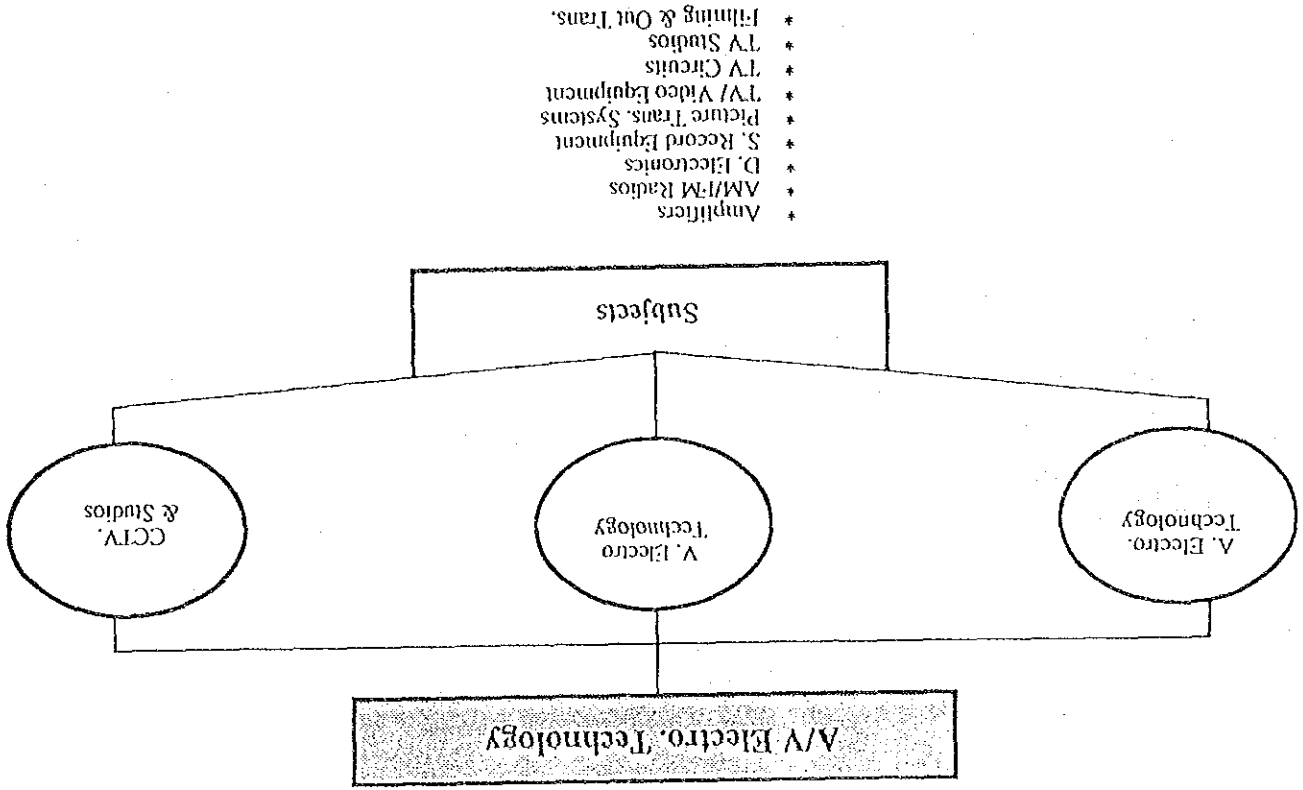 A/V Electro. Technology
A. Electro.
Technology
V. Electro
Technology
CCTV.
& Studios
Subjects
* Amplifiers
* AM/FM Radios
* D. Electronics
* S. Record Equipment
* Picture Trans. Systems
* TV/ Video Equipment
* TV Circuits
* TV Studios
* Filming & Out Trans.